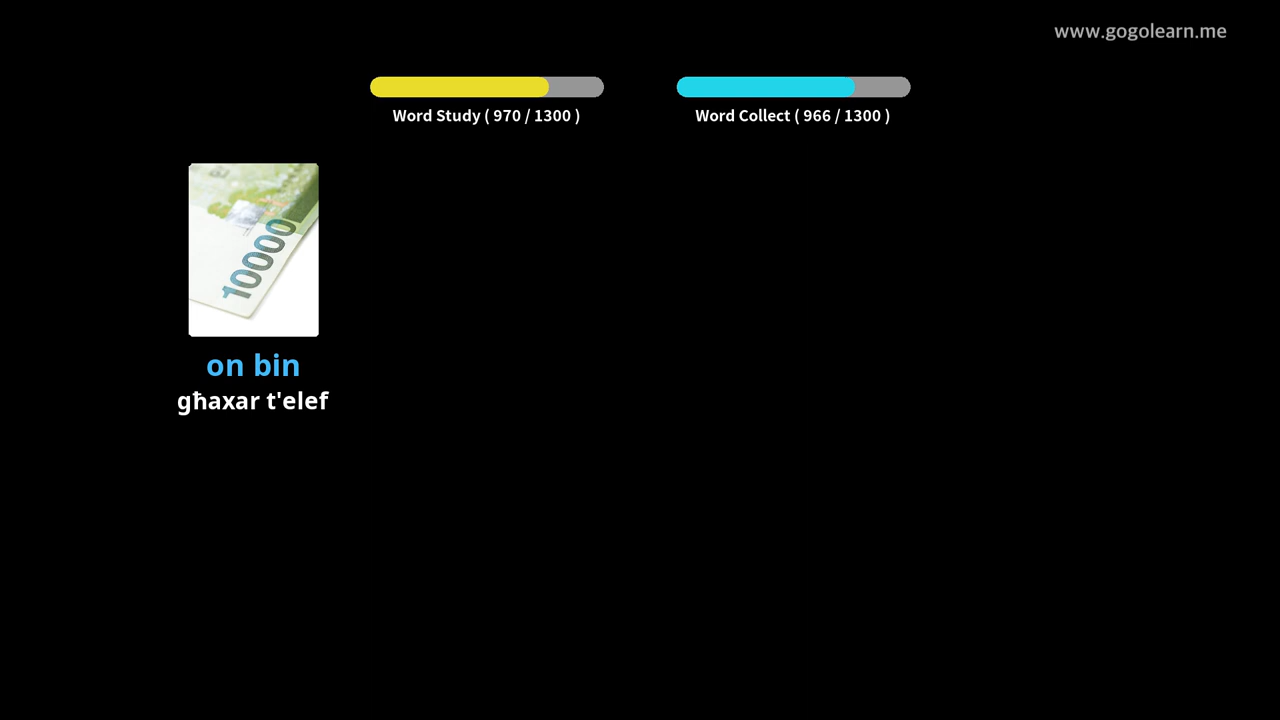 www.gogolearn.me
Word Study ( 970 / 1300 )
Word Collect ( 966 / 1300 )
10000
on bin
għaxar t'elef